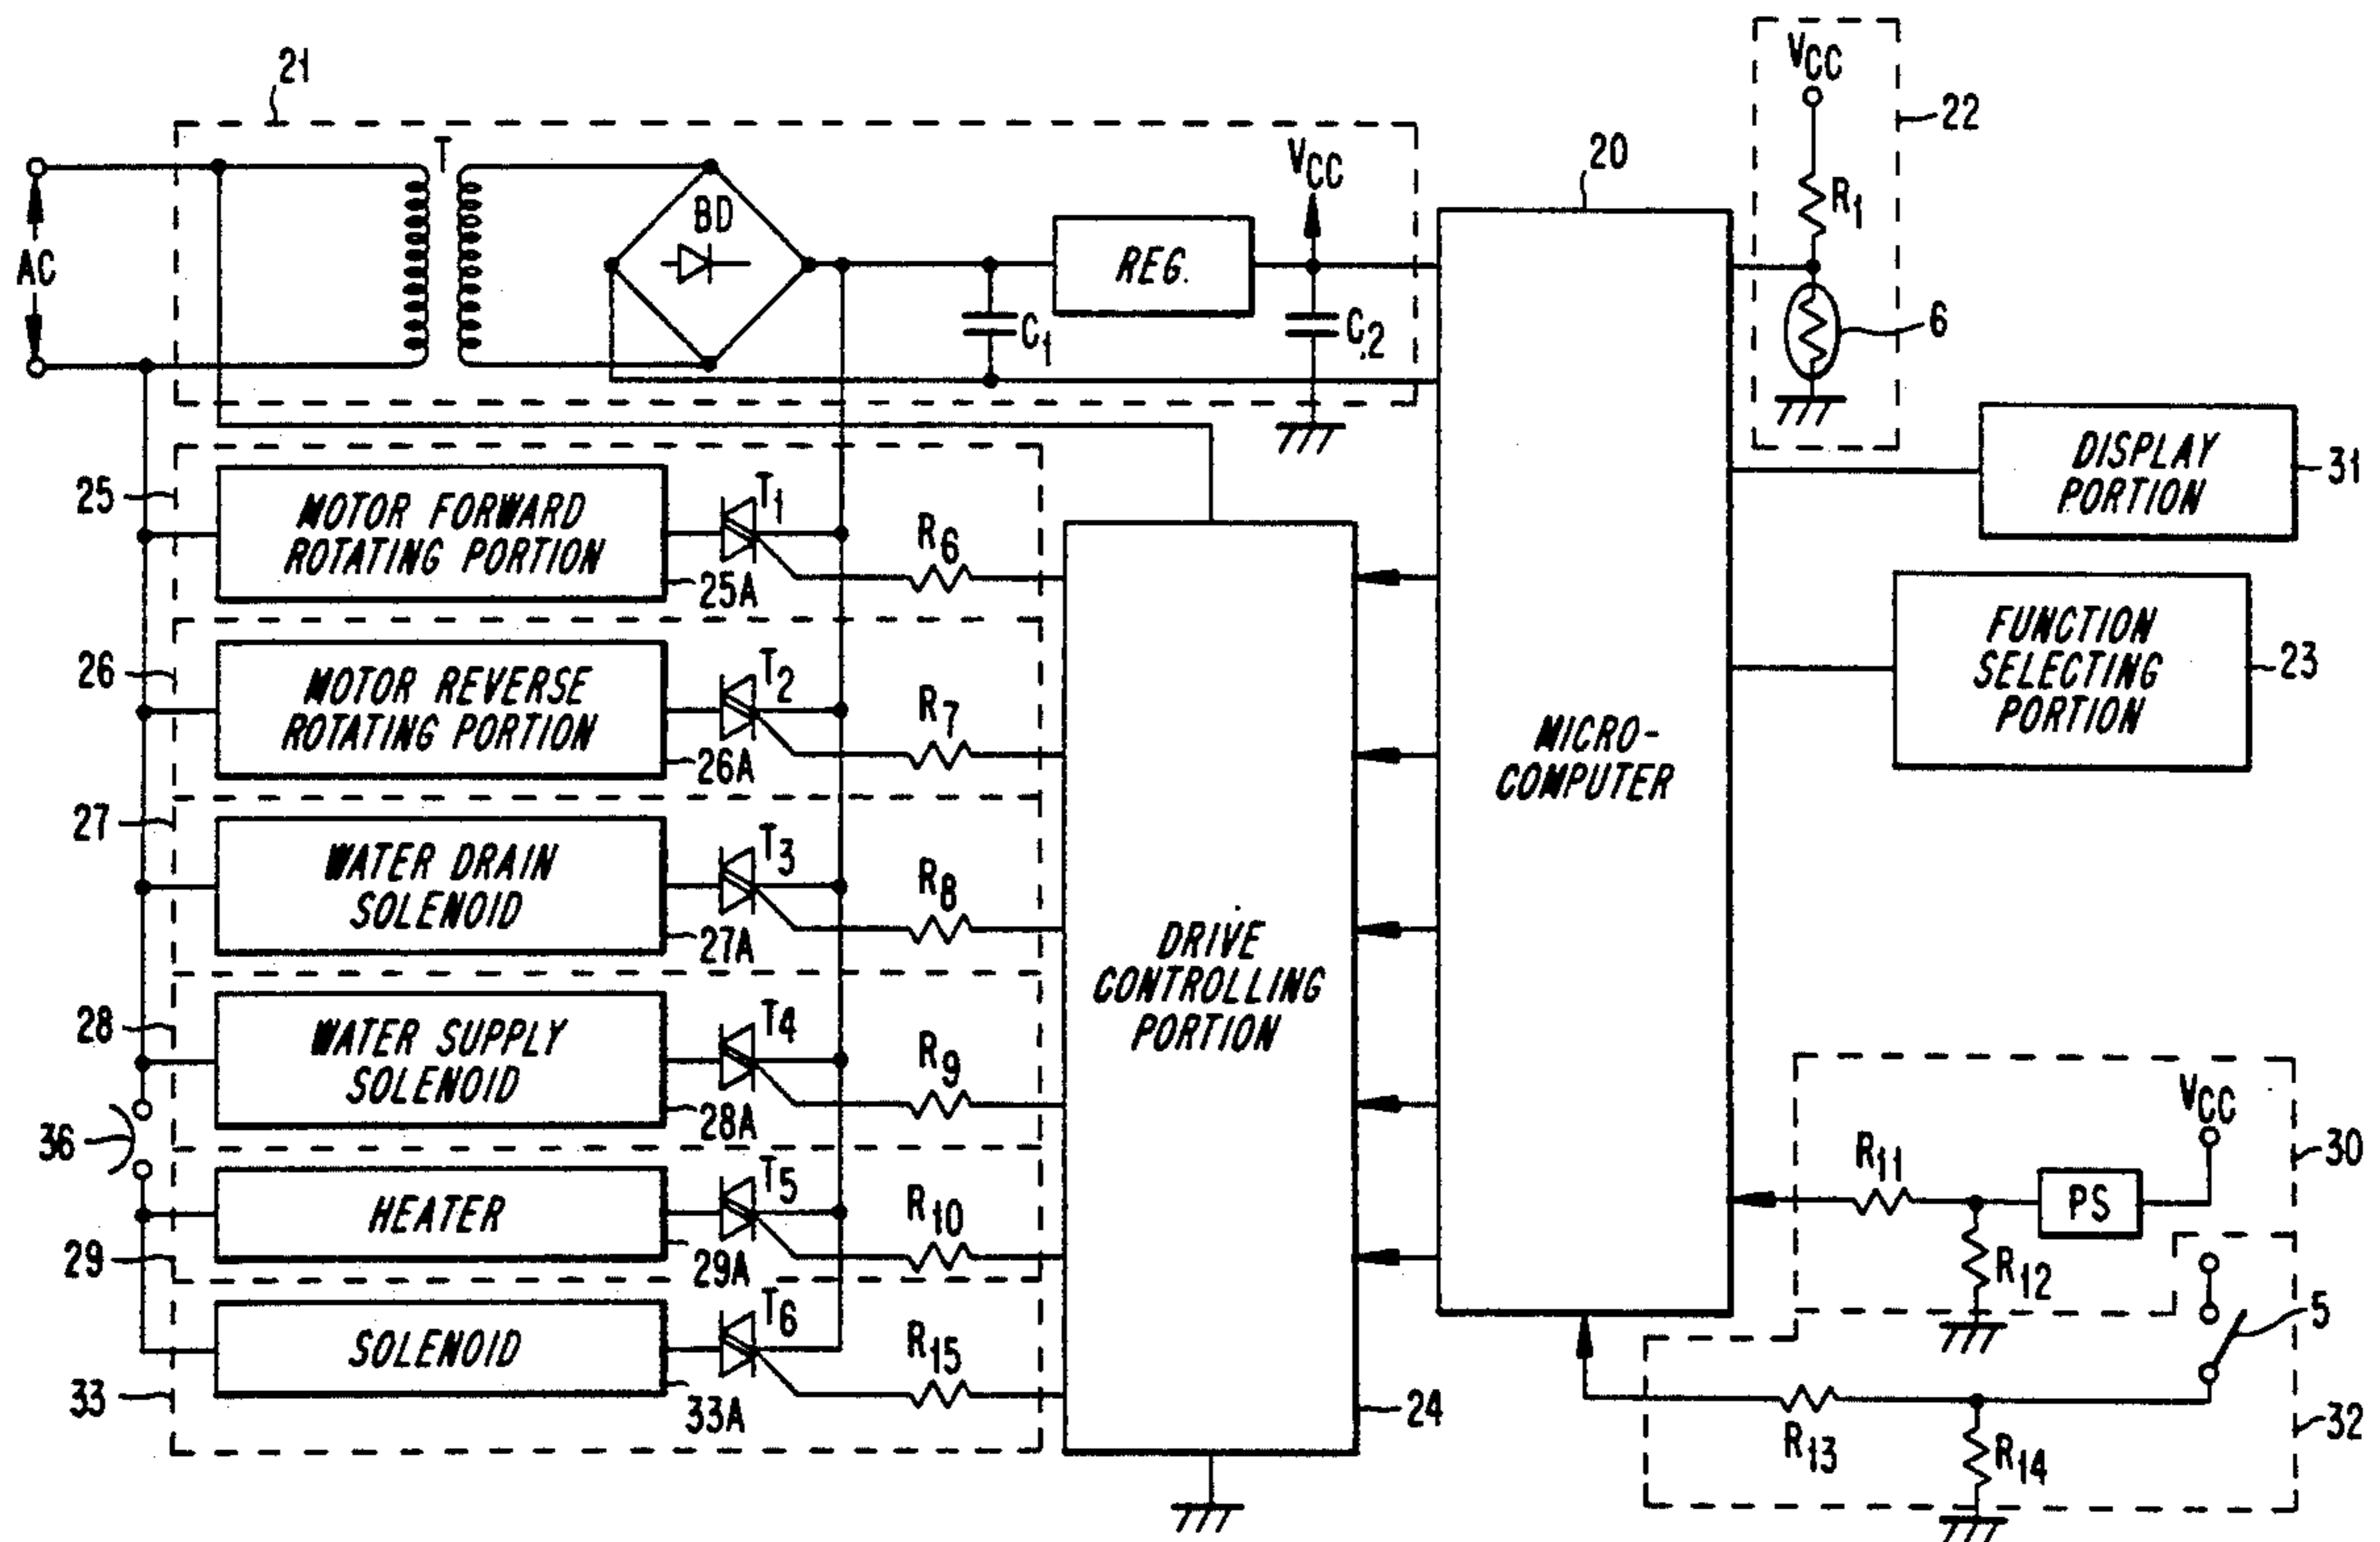 21
T
AC
BD
REG.
VCC
C1
C2
20
VCC
22
R1
6
DISPLAY
PORTION
31
FUNCTION
SELECTING
PORTION
23
MICRO-
COMPUTER
25
MOTOR FORWARD
ROTATING PORTION
25A
T1
R6
26
MOTOR REVERSE
ROTATING PORTION
26A
T2
R7
27
WATER DRAIN
SOLENOID
27A
T3
R8
28
WATER SUPPLY
SOLENOID
28A
T4
R9
36
29
HEATER
29A
T5
R10
33
SOLENOID
33A
T6
R15
DRIVE
CONTROLLING
PORTION
24
VCC
30
R11
PS
R12
5
32
R13
R14